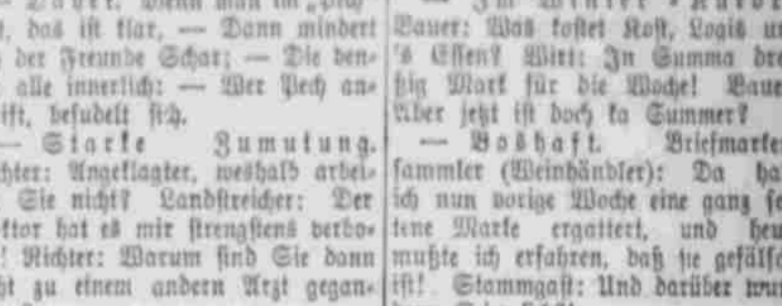 , das ist klar, — Dann mindert
der Freunde Schar; — Die den-
alle innerlich: — Wer Pech an-
ift, besudelt sich.
— Starke Zumutung.
hter: Angeklagter, weshalb arbei-
Sie nicht? Landstreicher: Der
ktor hat es mir strengstens verbo-
! Richter: Warum sind Sie dann
ht zu einem andern Arzt gegan-
Bauer: Was kostet Kost, Logis u
's Essen? Wirt: In Summa dre
ßig Mark für die Woche! Baue
Aber jetzt ist doch ka Summer?
— Boshaft. Briefmarke
sammler (Weinhändler): Da ha
ich nun vorige Woche eine ganz se
tene Marke ergattert, und heu
mußte ich erfahren, daß sie gefälsc
ist! Stammgast: Und darüber wu